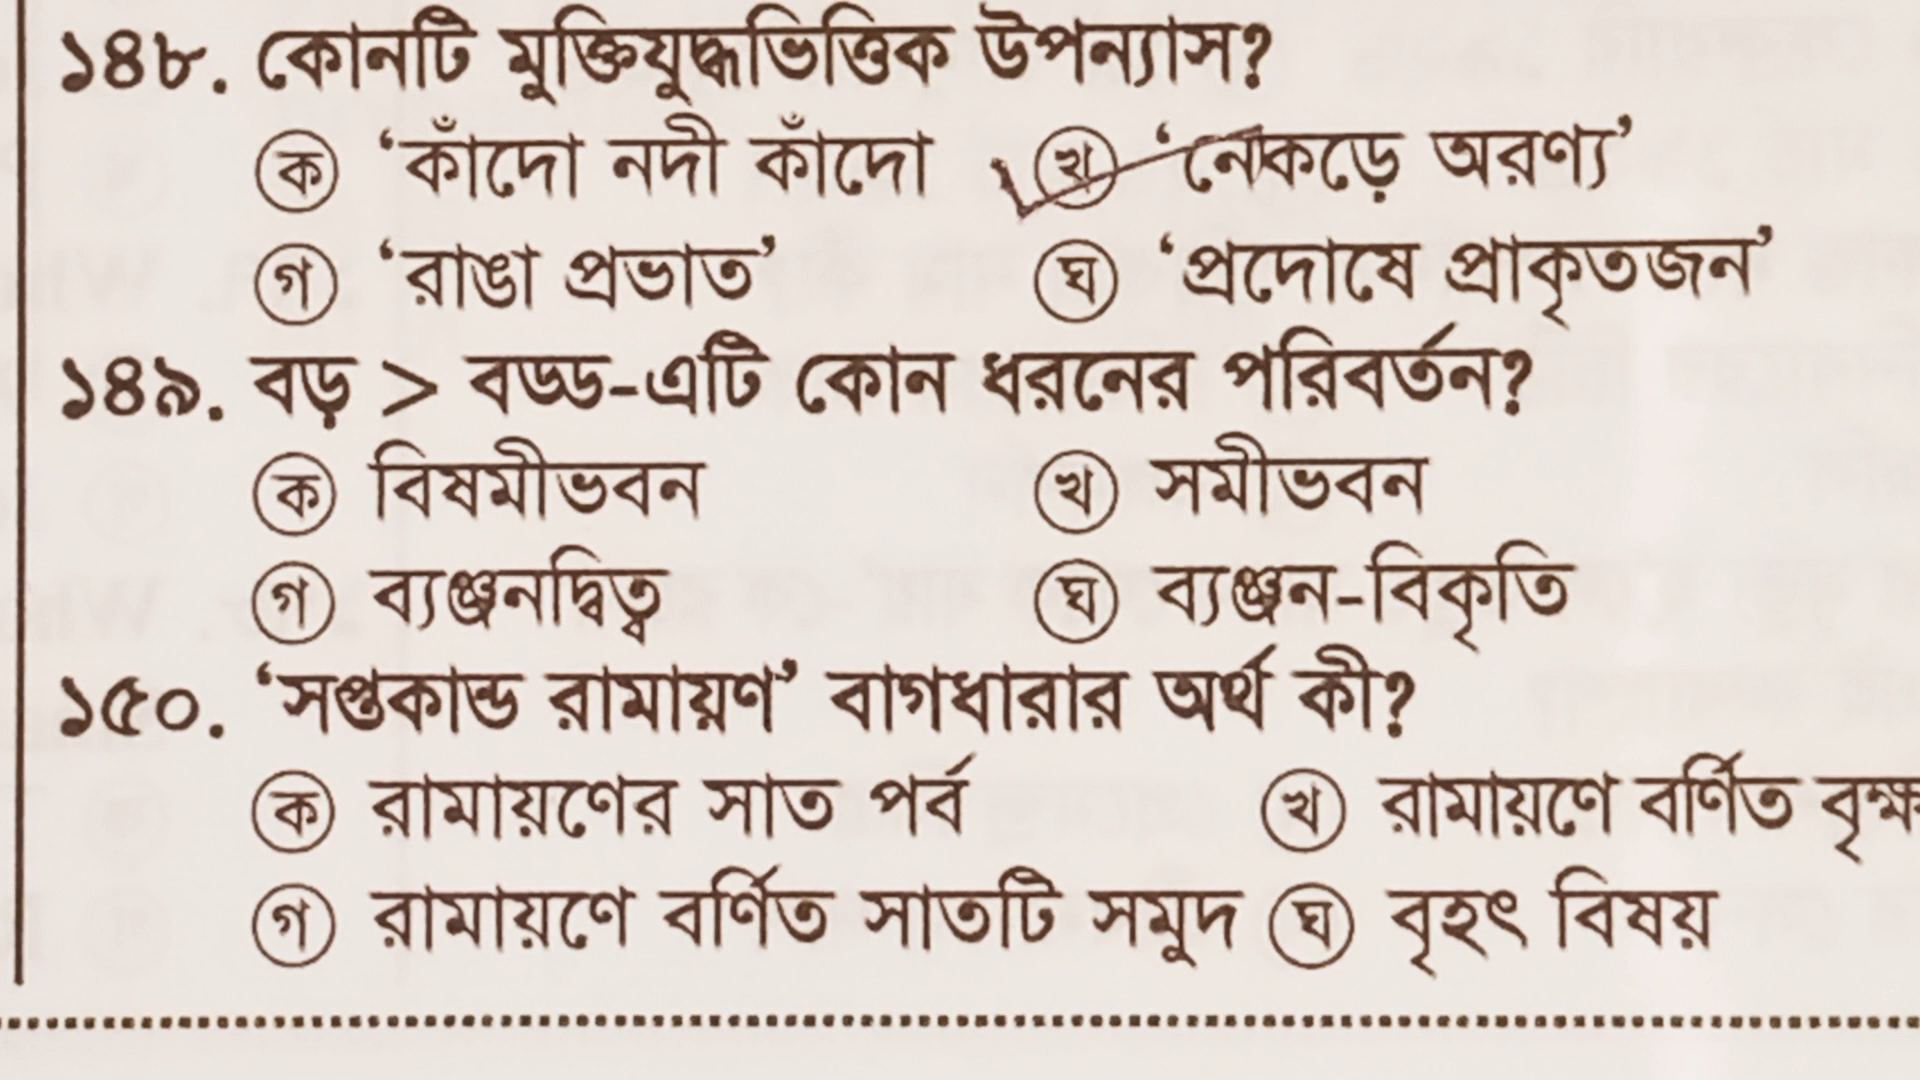 ১৪৮. কোনটি মুক্তিযুদ্ধভিত্তিক উপন্যাস?
ক ‘কাঁদো নদী কাঁদো খ ‘নেকড়ে অরণ্য’
গ ‘রাঙা প্রভাত’ ঘ ‘প্রদোষে প্রাকৃতজন’
১৪৯. বড় > বড্ড-এটি কোন ধরনের পরিবর্তন?
ক বিষমীভবন খ সমীভবন
গ ব্যঞ্জনদ্বিত্ব ঘ ব্যঞ্জন-বিকৃতি
১৫০. ‘সপ্তকান্ড রামায়ণ’ বাগধারার অর্থ কী?
ক রামায়ণের সাত পর্ব খ রামায়ণে বর্ণিত বৃক্ষ
গ রামায়ণে বর্ণিত সাতটি সমুদ ঘ বৃহৎ বিষয়